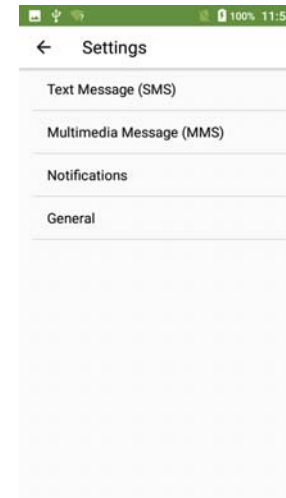 100% 11:5
Settings
Text Message (SMS)
Multimedia Message (MMS)
Notifications
General